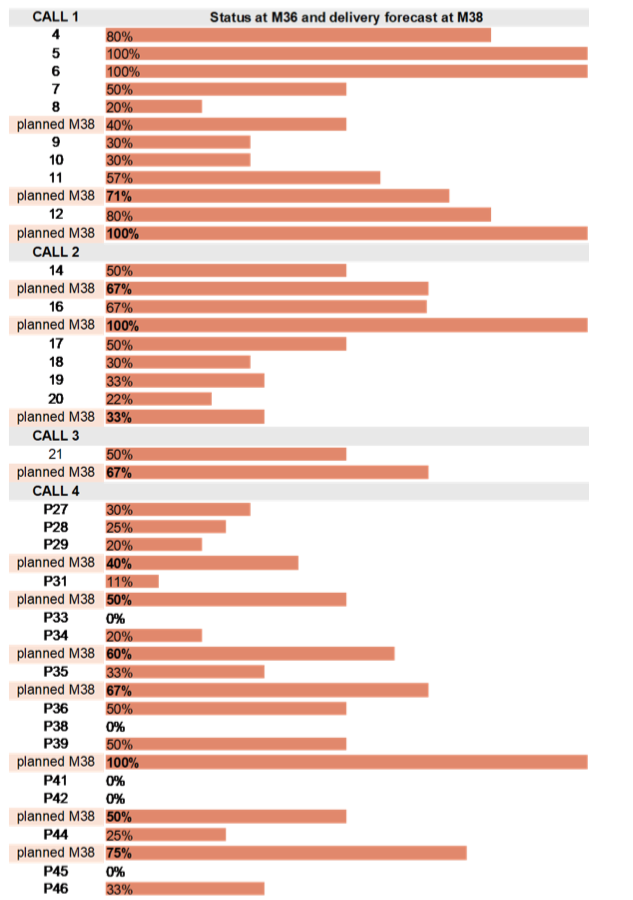 CALL 1 Status at M36 and delivery forecast at M38
4 80%
5 100%
6 100%
7 50%
8 20%
planned M38 40%
9 30%
10 30%
11 57%
planned M38 71%
12 80%
planned M38 100%
CALL 2
14 50%
planned M38 67%
16 67%
planned M38 100%
17 50%
18 30%
19 33%
20 22%
planned M38 33%
CALL 3
21 50%
planned M38 67%
CALL 4
P27 30%
P28 25%
P29 20%
planned M38 40%
P31 11%
planned M38 50%
P33 0%
P34 20%
planned M38 60%
P35 33%
planned M38 67%
P36 50%
P38 0%
P39 50%
planned M38 100%
P41 0%
P42 0%
planned M38 50%
P44 25%
planned M38 75%
P45 0%
P46 33%